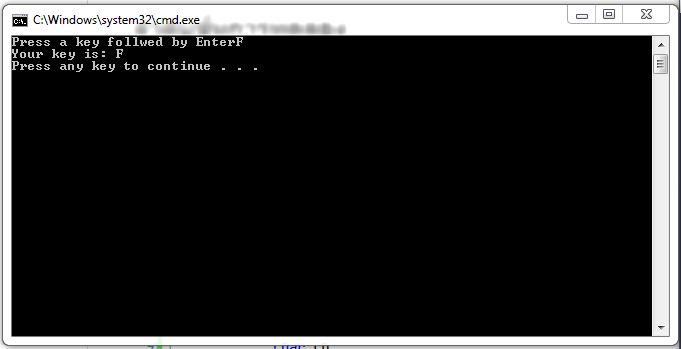 C:\Windows\system32\cmd.exe
Press a key follwed by EnterF
Your key is: F
Press any key to continue . . .